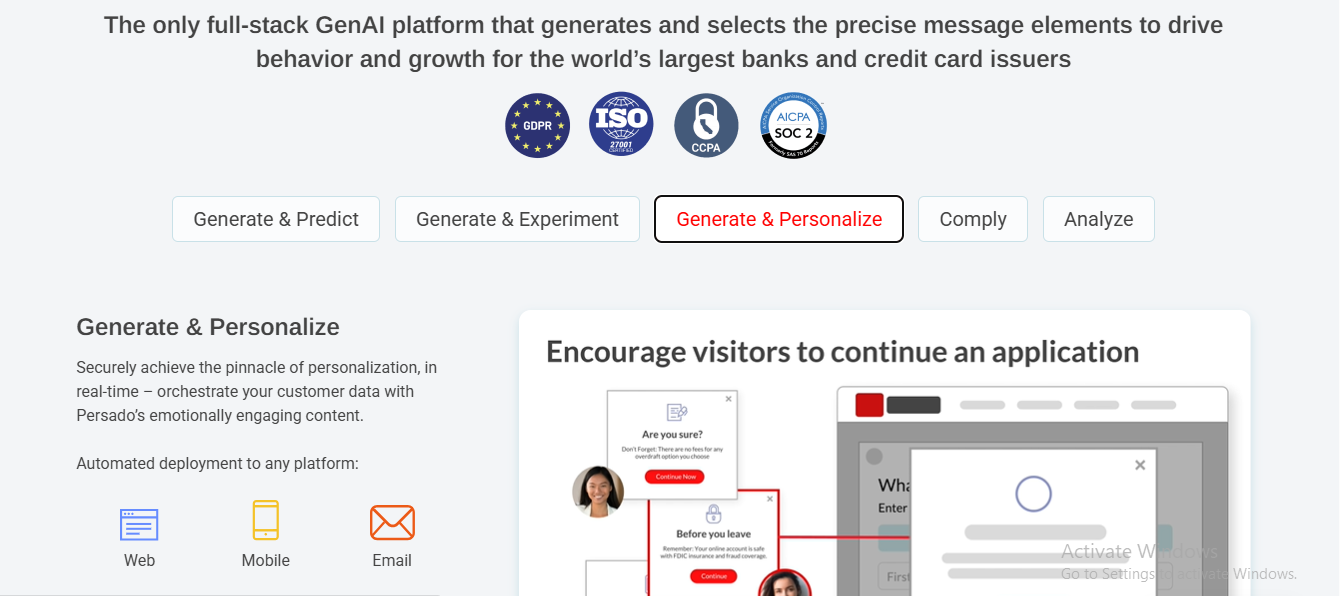 The only full-stack GenAI platform that generates and selects the precise message elements to drive
behavior and growth for the world’s largest banks and credit card issuers
GDPR
ISO
27001
CERTIFIED
CCPA
AICPA
SOC 2
Formerly SAS 70 Reports
Generate & Predict
Generate & Experiment
Generate & Personalize
Comply
Analyze
Generate & Personalize
Securely achieve the pinnacle of personalization, in
real-time – orchestrate your customer data with
Persado’s emotionally engaging content.
Automated deployment to any platform:
Web
Mobile
Email
Encourage visitors to continue an application
Are you sure?
Don't Forget: There are no fees for any
overdraft option you choose
Continue Now
Before you leave
Remember: Your online account is safe
with FDIC insurance and fraud coverage.
Continue
Enter
First
Activate Windows
Go to Settings to activate Windows.